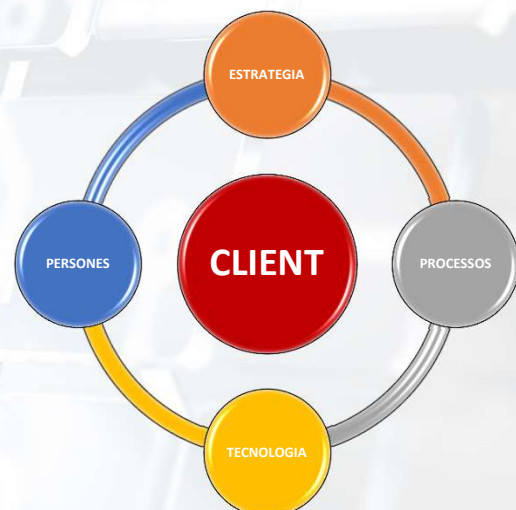 ESTRATEGIA
PERSONES
CLIENT
PROCESSOS
TECNOLOGIA